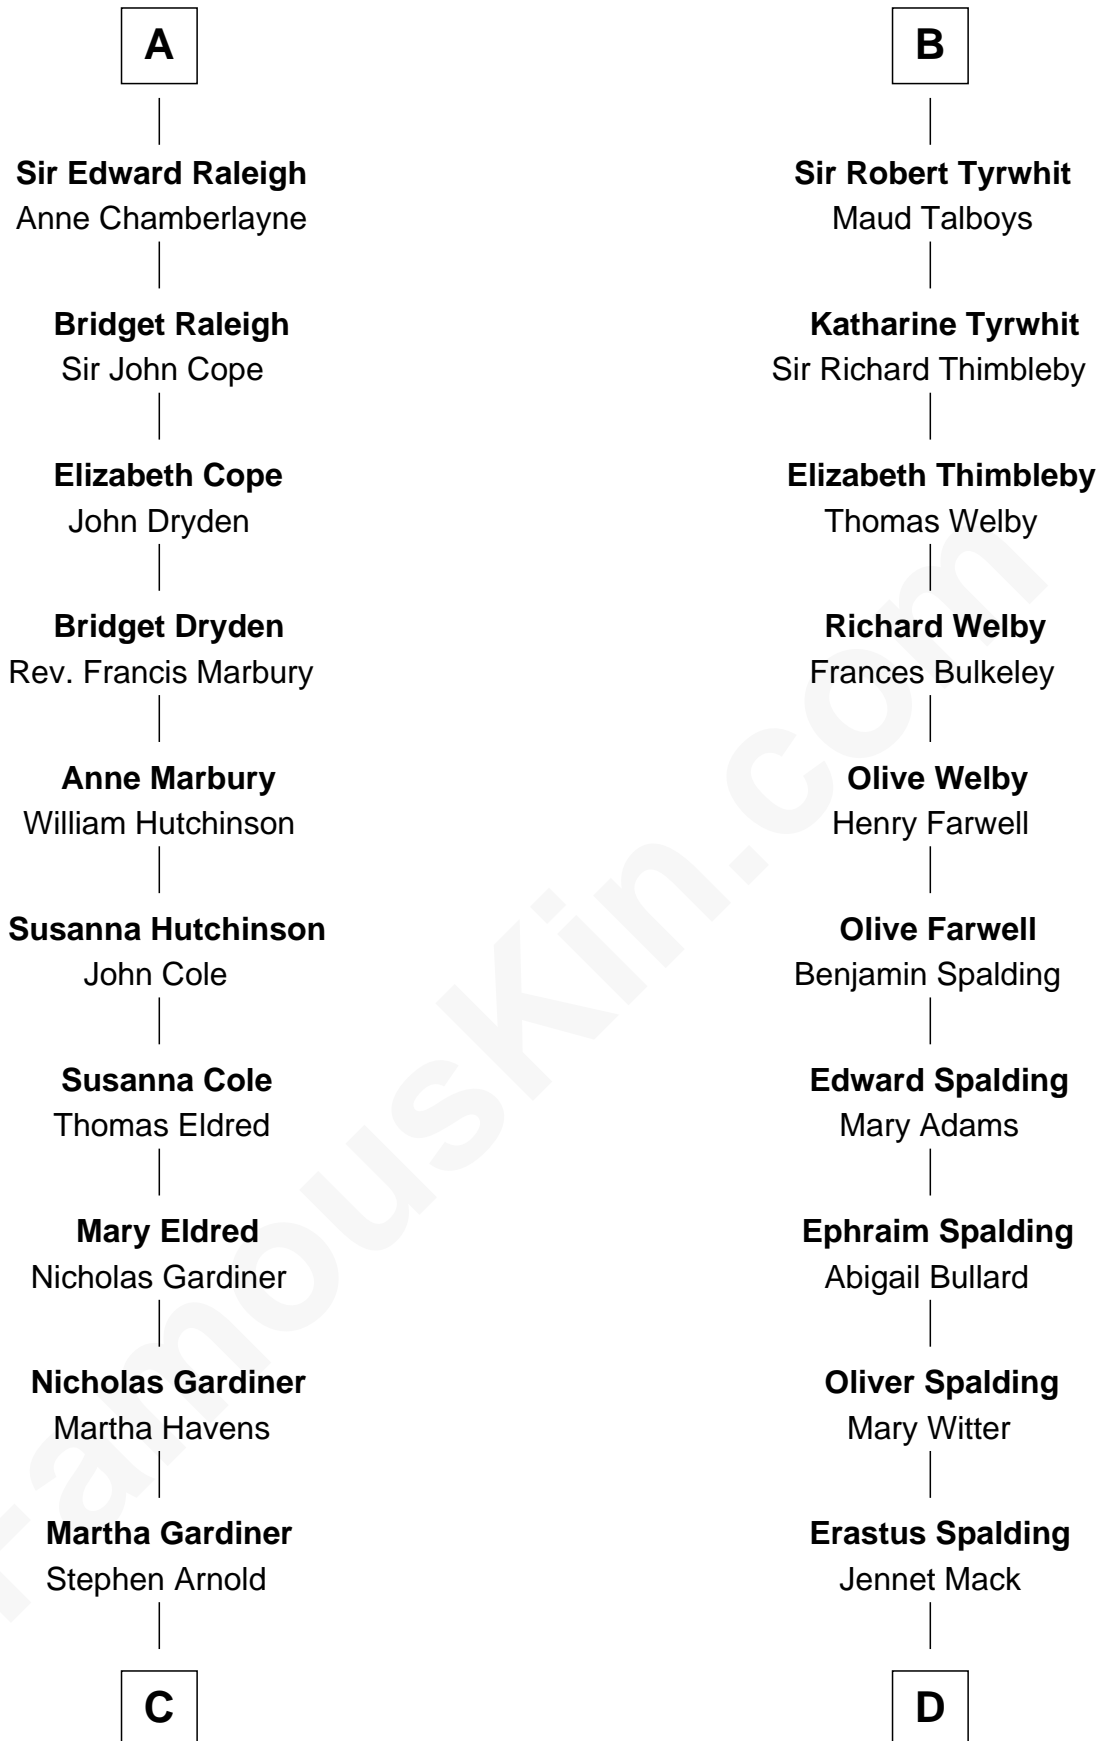 A
Sir Edward Raleigh
Anne Chamberlayne
Bridget Raleigh
Sir John Cope
Elizabeth Cope
John Dryden
Bridget Dryden
Rev. Francis Marbury
Anne Marbury
William Hutchinson
Susanna Hutchinson
John Cole
Susanna Cole
Thomas Eldred
Mary Eldred
Nicholas Gardiner
Nicholas Gardiner
Martha Havens
Martha Gardiner
Stephen Arnold
C
B
Sir Robert Tyrwhit
Maud Talboys
Katharine Tyrwhit
Sir Richard Thimbleby
Elizabeth Thimbleby
Thomas Welby
Richard Welby
Frances Bulkeley
Olive Welby
Henry Farwell
Olive Farwell
Benjamin Spalding
Edward Spalding
Mary Adams
Ephraim Spalding
Abigail Bullard
Oliver Spalding
Mary Witter
Erastus Spalding
Jennet Mack
D
FamousKin.com